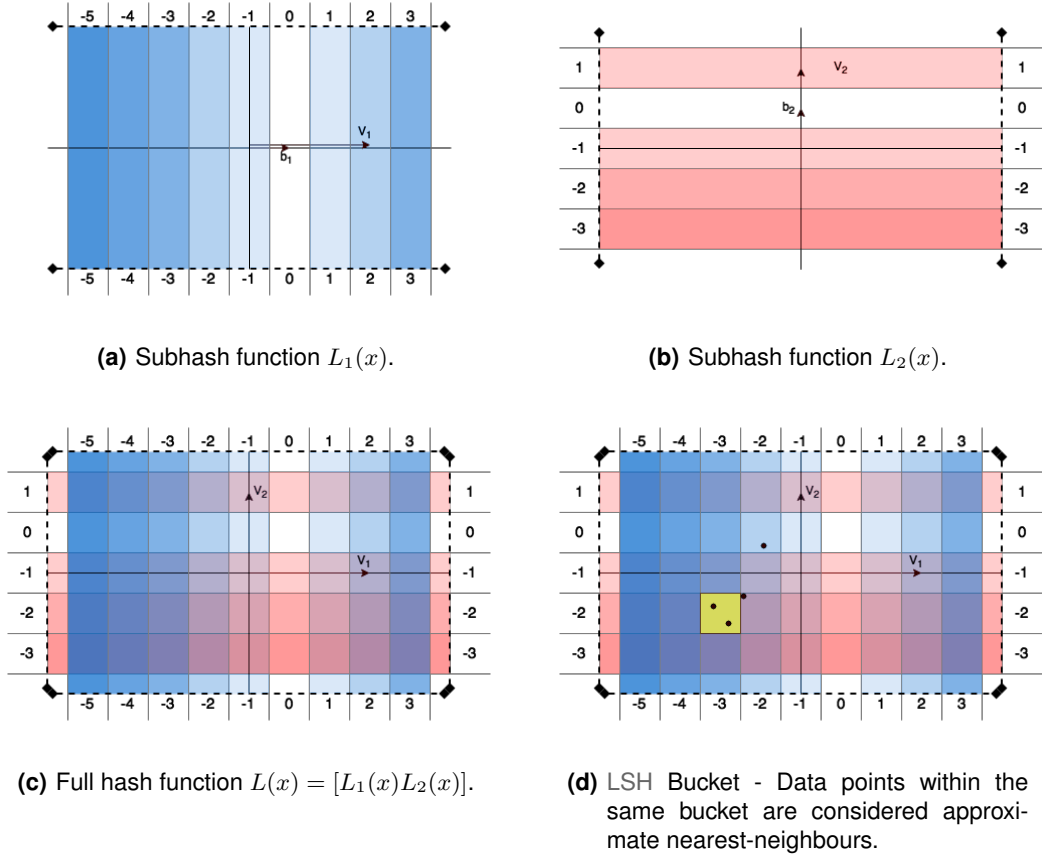 -5 -4 -3 -2 -1 0 1 2 3
V1
b1
-5 -4 -3 -2 -1 0 1 2 3
(a) Subhash function L1(x).
1 V2 1
0 b2 0
-1 -1
-2 -2
-3 -3
(b) Subhash function L2(x).
-5 -4 -3 -2 -1 0 1 2 3
1 V2 1
0 0
V1
-1 -1
-2 -2
-3 -3
-5 -4 -3 -2 -1 0 1 2 3
(c) Full hash function L(x) = [L1(x)L2(x)].
-5 -4 -3 -2 -1 0 1 2 3
1 V2 1
0 0
V1
-1 -1
-2 -2
-3 -3
-5 -4 -3 -2 -1 0 1 2 3
(d) LSH Bucket - Data points within the
same bucket are considered approxi-
mate nearest-neighbours.